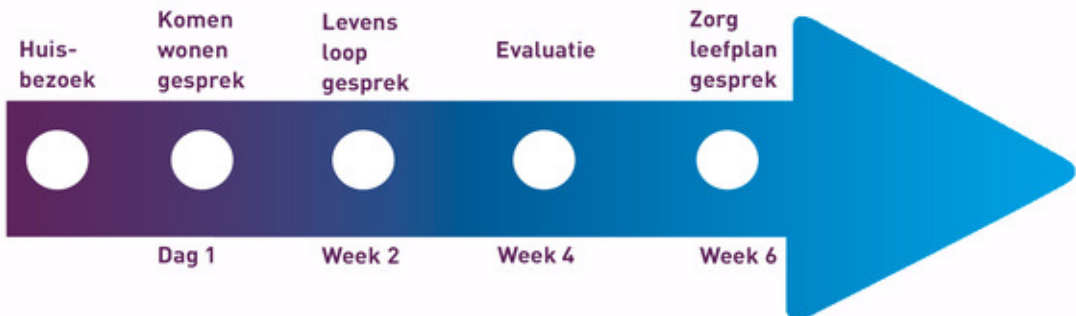 Huis-
bezoek
Komen
wonen
gesprek
Levens
loop
gesprek
Evaluatie
Zorg
leefplan
gesprek
Dag 1
Week 2
Week 4
Week 6